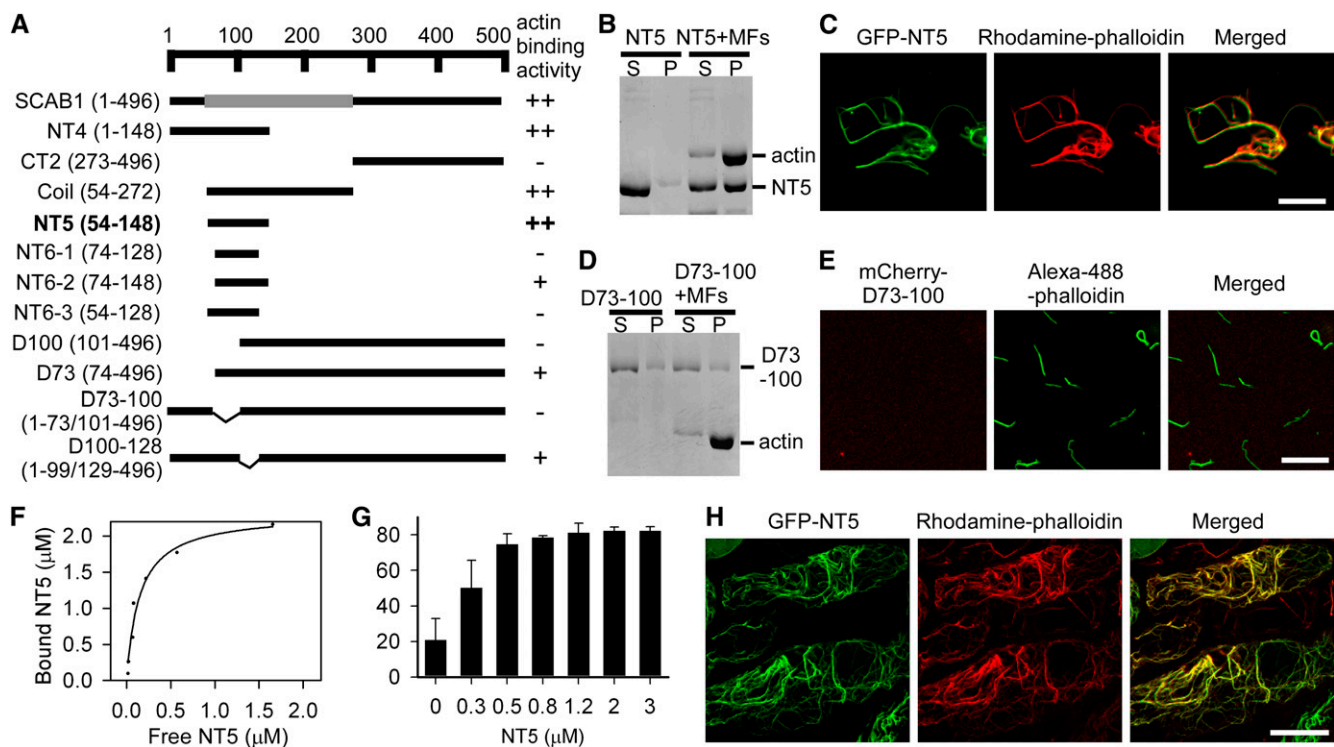 A
1 100 200 300 400 500
actin
binding
activity
SCAB1 (1-496) ++
NT4 (1-148) ++
CT2 (273-496) -
Coil (54-272) ++
NT5 (54-148) ++
NT6-1 (74-128) -
NT6-2 (74-148) +
NT6-3 (54-128) -
D100 (101-496) -
D73 (74-496) +
D73-100
(1-73/101-496) -
D100-128
(1-99/129-496) +
B
NT5 NT5+MFs
S P S P
actin
NT5
C
GFP-NT5 Rhodamine-phalloidin Merged
D
D73-100
D73-100
+MFs
S P S P
D73
-100
actin
E
mCherry-
D73-100
Alexa-488
-phalloidin
Merged
F
Bound NT5 (μM)
2.0
1.5
1.0
0.5
0.0
0.0 0.5 1.0 1.5 2.0
Free NT5 (μM)
G
80
60
40
20
0
0 0.3 0.5 0.8 1.2 2 3
NT5 (μM)
H
GFP-NT5 Rhodamine-phalloidin Merged